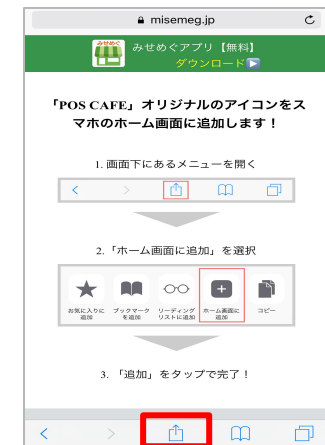 misemeg.jp
みせめぐ
みせめぐアプリ【無料】
ダウンロード
「POS CAFE」オリジナルのアイコンをス
マホのホーム画面に追加します！
1. 画面下にあるメニューを開く
2. 「ホーム画面に追加」を選択
お気に入りに
追加
ブックマーク
を追加
リーディング
リストに追加
ホーム画面に
追加
コピー
3. 「追加」をタップで完了！